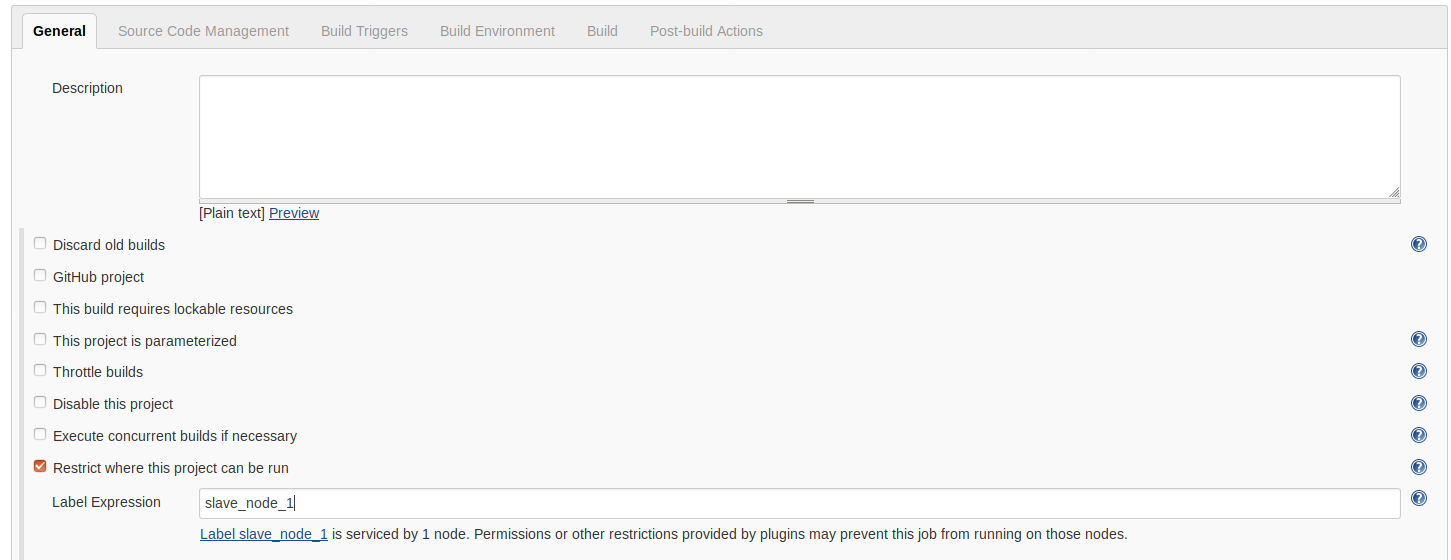 General Source Code Management Build Triggers Build Environment Build Post-build Actions
Description
[Plain text] Preview
Discard old builds
GitHub project
This build requires lockable resources
This project is parameterized
Throttle builds
Disable this project
Execute concurrent builds if necessary
Restrict where this project can be run
Label Expression slave_node_1
Label slave_node_1 is serviced by 1 node. Permissions or other restrictions provided by plugins may prevent this job from running on those nodes.